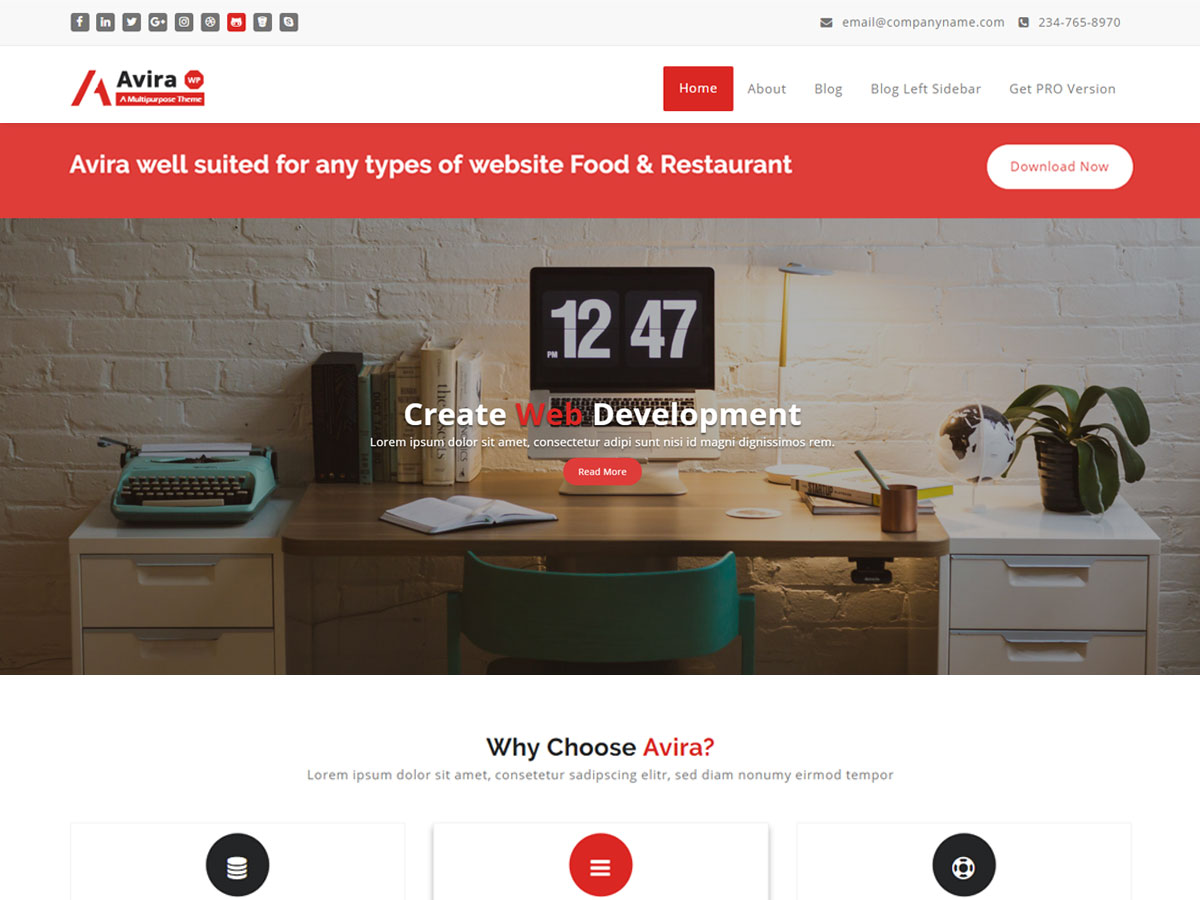 email@companyname.com 234-765-8970
Avira WP
A Multipurpose Theme
Home About Blog Blog Left Sidebar Get PRO Version
Avira well suited for any types of website Food & Restaurant
Download Now
12 47
PM
the
Create Web Development
Lorem ipsum dolor sit amet, consectetur adipi sunt nisi id magni dignissimos rem.
Read More
STARTUP
Why Choose Avira?
Lorem ipsum dolor sit amet, consetetur sadipscing elitr, sed diam nonumy eirmod tempor